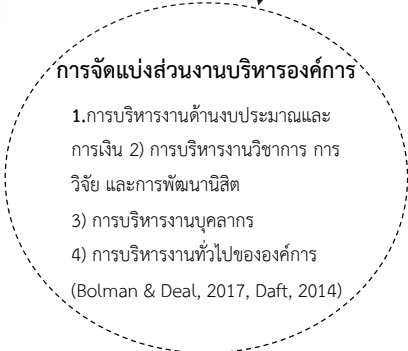 การจัดแบ่งส่วนงานบริหารองค์การ
1.การบริหารงานด้านงบประมาณและ
การเงิน 2) การบริหารงานวิชาการ การ
วิจัย และการพัฒนานิสิต
3) การบริหารงานบุคลากร
4) การบริหารงานทั่วไปขององค์การ
(Bolman & Deal, 2017, Daft, 2014)